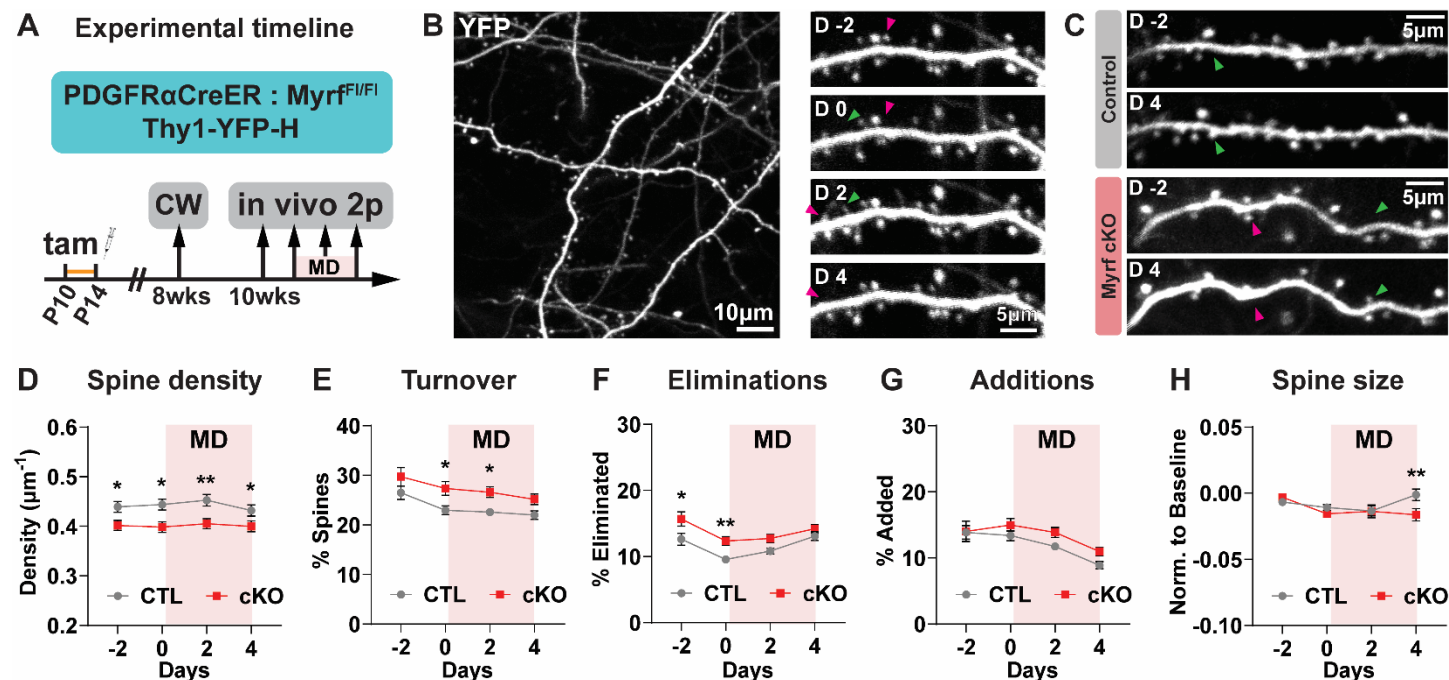 A Experimental timeline
PDGFRαCreER : Myrf^Fl/Fl
Thy1-YFP-H
CW in vivo 2p
tam
MD
P10 P14 8wks 10wks
B YFP
10µm
D -2
D 0
D 2
D 4
5µm
C Control
D -2
5µm
D 4
Myrf cKO
D -2
5µm
D 4
D Spine density
Density (µm⁻¹)
0.6
0.5
0.4
0.3
0.2
MD
* * ** *
CTL cKO
-2 0 2 4
Days
E Turnover
% Spines
40
30
20
10
0
MD
* *
CTL cKO
-2 0 2 4
Days
F Eliminations
% Eliminated
30
20
10
0
MD
* **
CTL cKO
-2 0 2 4
Days
G Additions
% Added
30
20
10
0
MD
CTL cKO
-2 0 2 4
Days
H Spine size
Norm. to Baseline
0.05
0.00
-0.05
-0.10
MD
**
CTL cKO
-2 0 2 4
Days